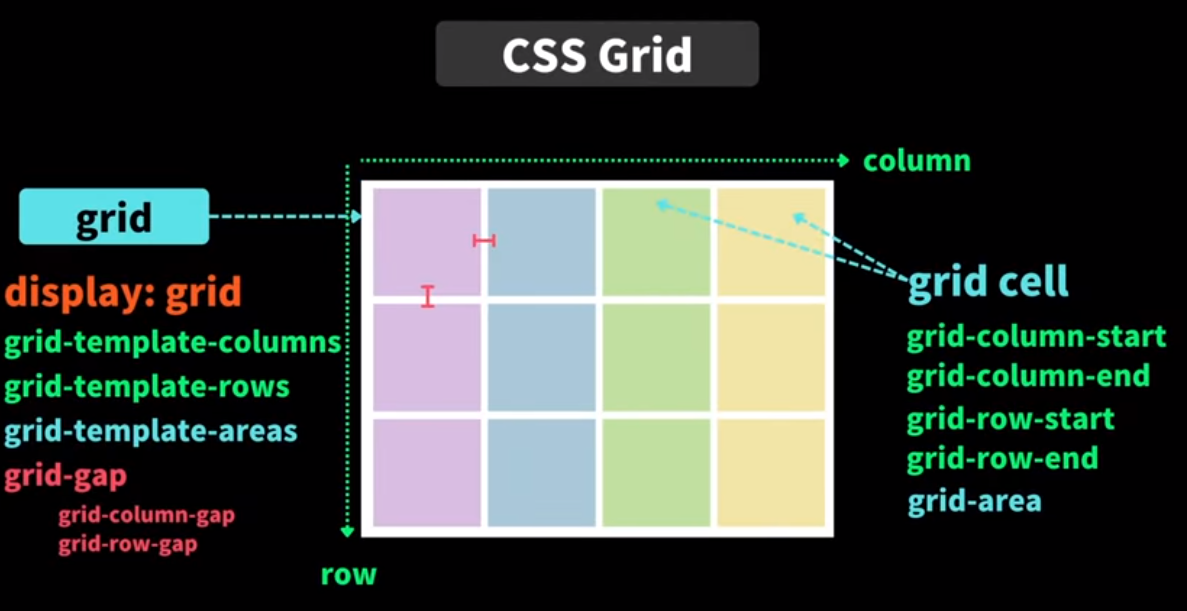 CSS Grid
column
grid
display: grid
grid-template-columns
grid-template-rows
grid-template-areas
grid-gap
grid-column-gap
grid-row-gap
row
grid cell
grid-column-start
grid-column-end
grid-row-start
grid-row-end
grid-area